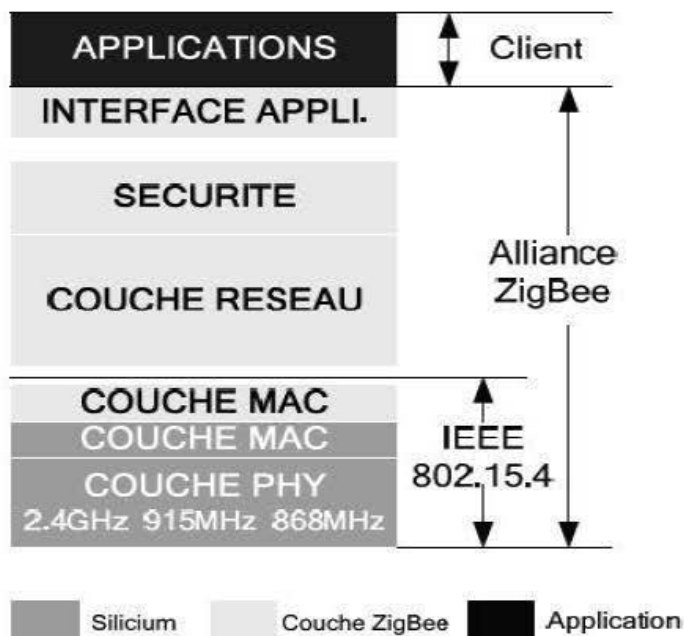 APPLICATIONS
Client
INTERFACE APPLI.
SECURITE
Alliance
ZigBee
COUCHE RESEAU
COUCHE MAC
COUCHE MAC
IEEE
802.15.4
COUCHE PHY
2.4GHz 915MHz 868MHz
Silicium
Couche ZigBee
Application